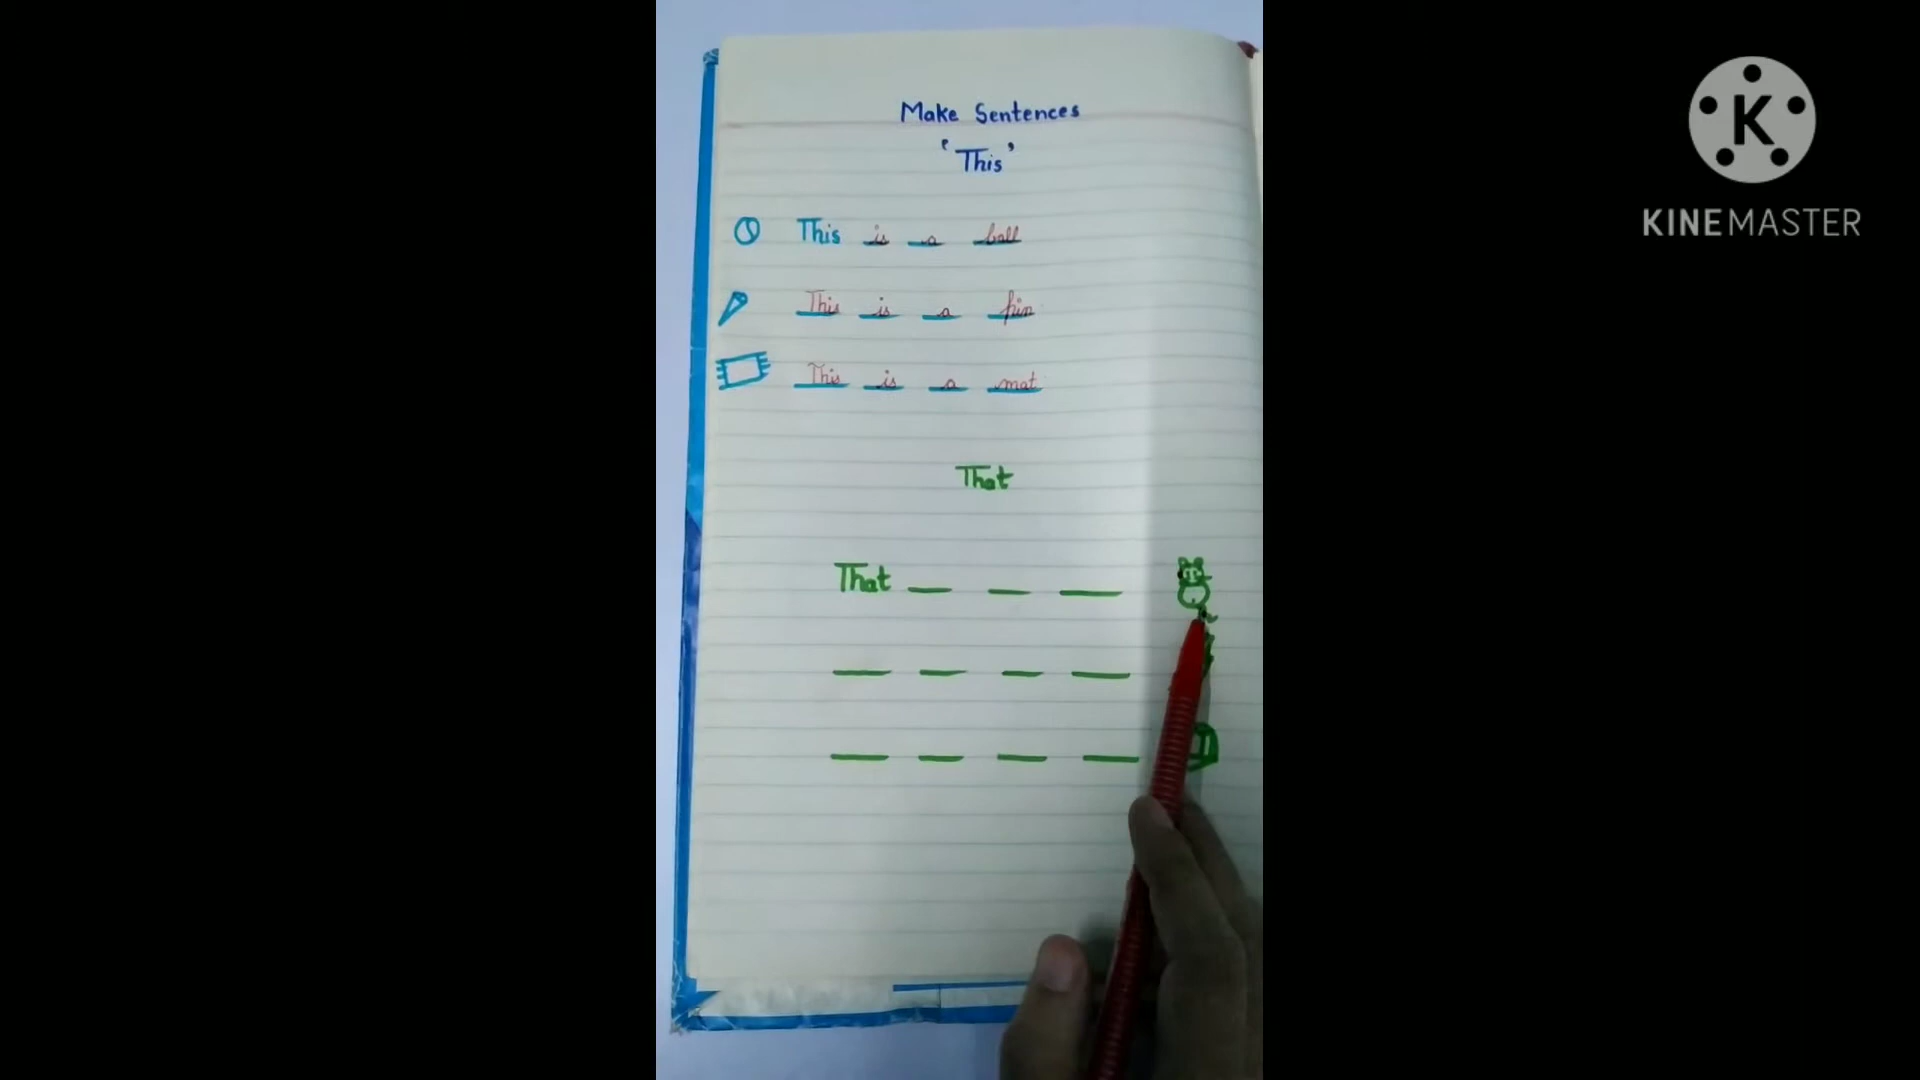 Make Sentences
'This'
This is a ball
This is a pin
This is a mat
That
That
K
KINEMASTER